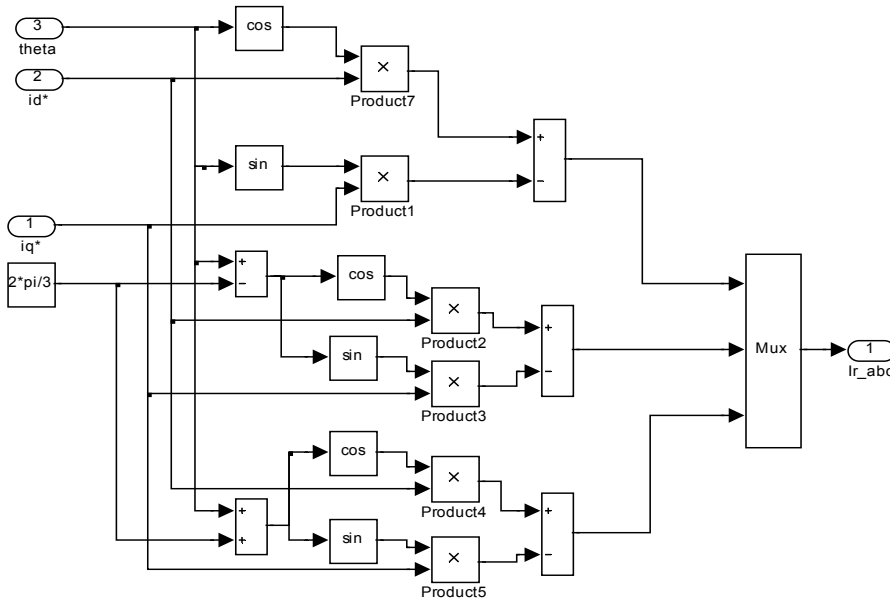 3
theta
cos
×
Product7
2
id*
sin
×
Product1
+
−
1
iq*
2*pi/3
+
−
cos
×
Product2
sin
×
Product3
+
−
Mux
1
Ir_abc
cos
×
Product4
+
+
sin
×
Product5
+
−